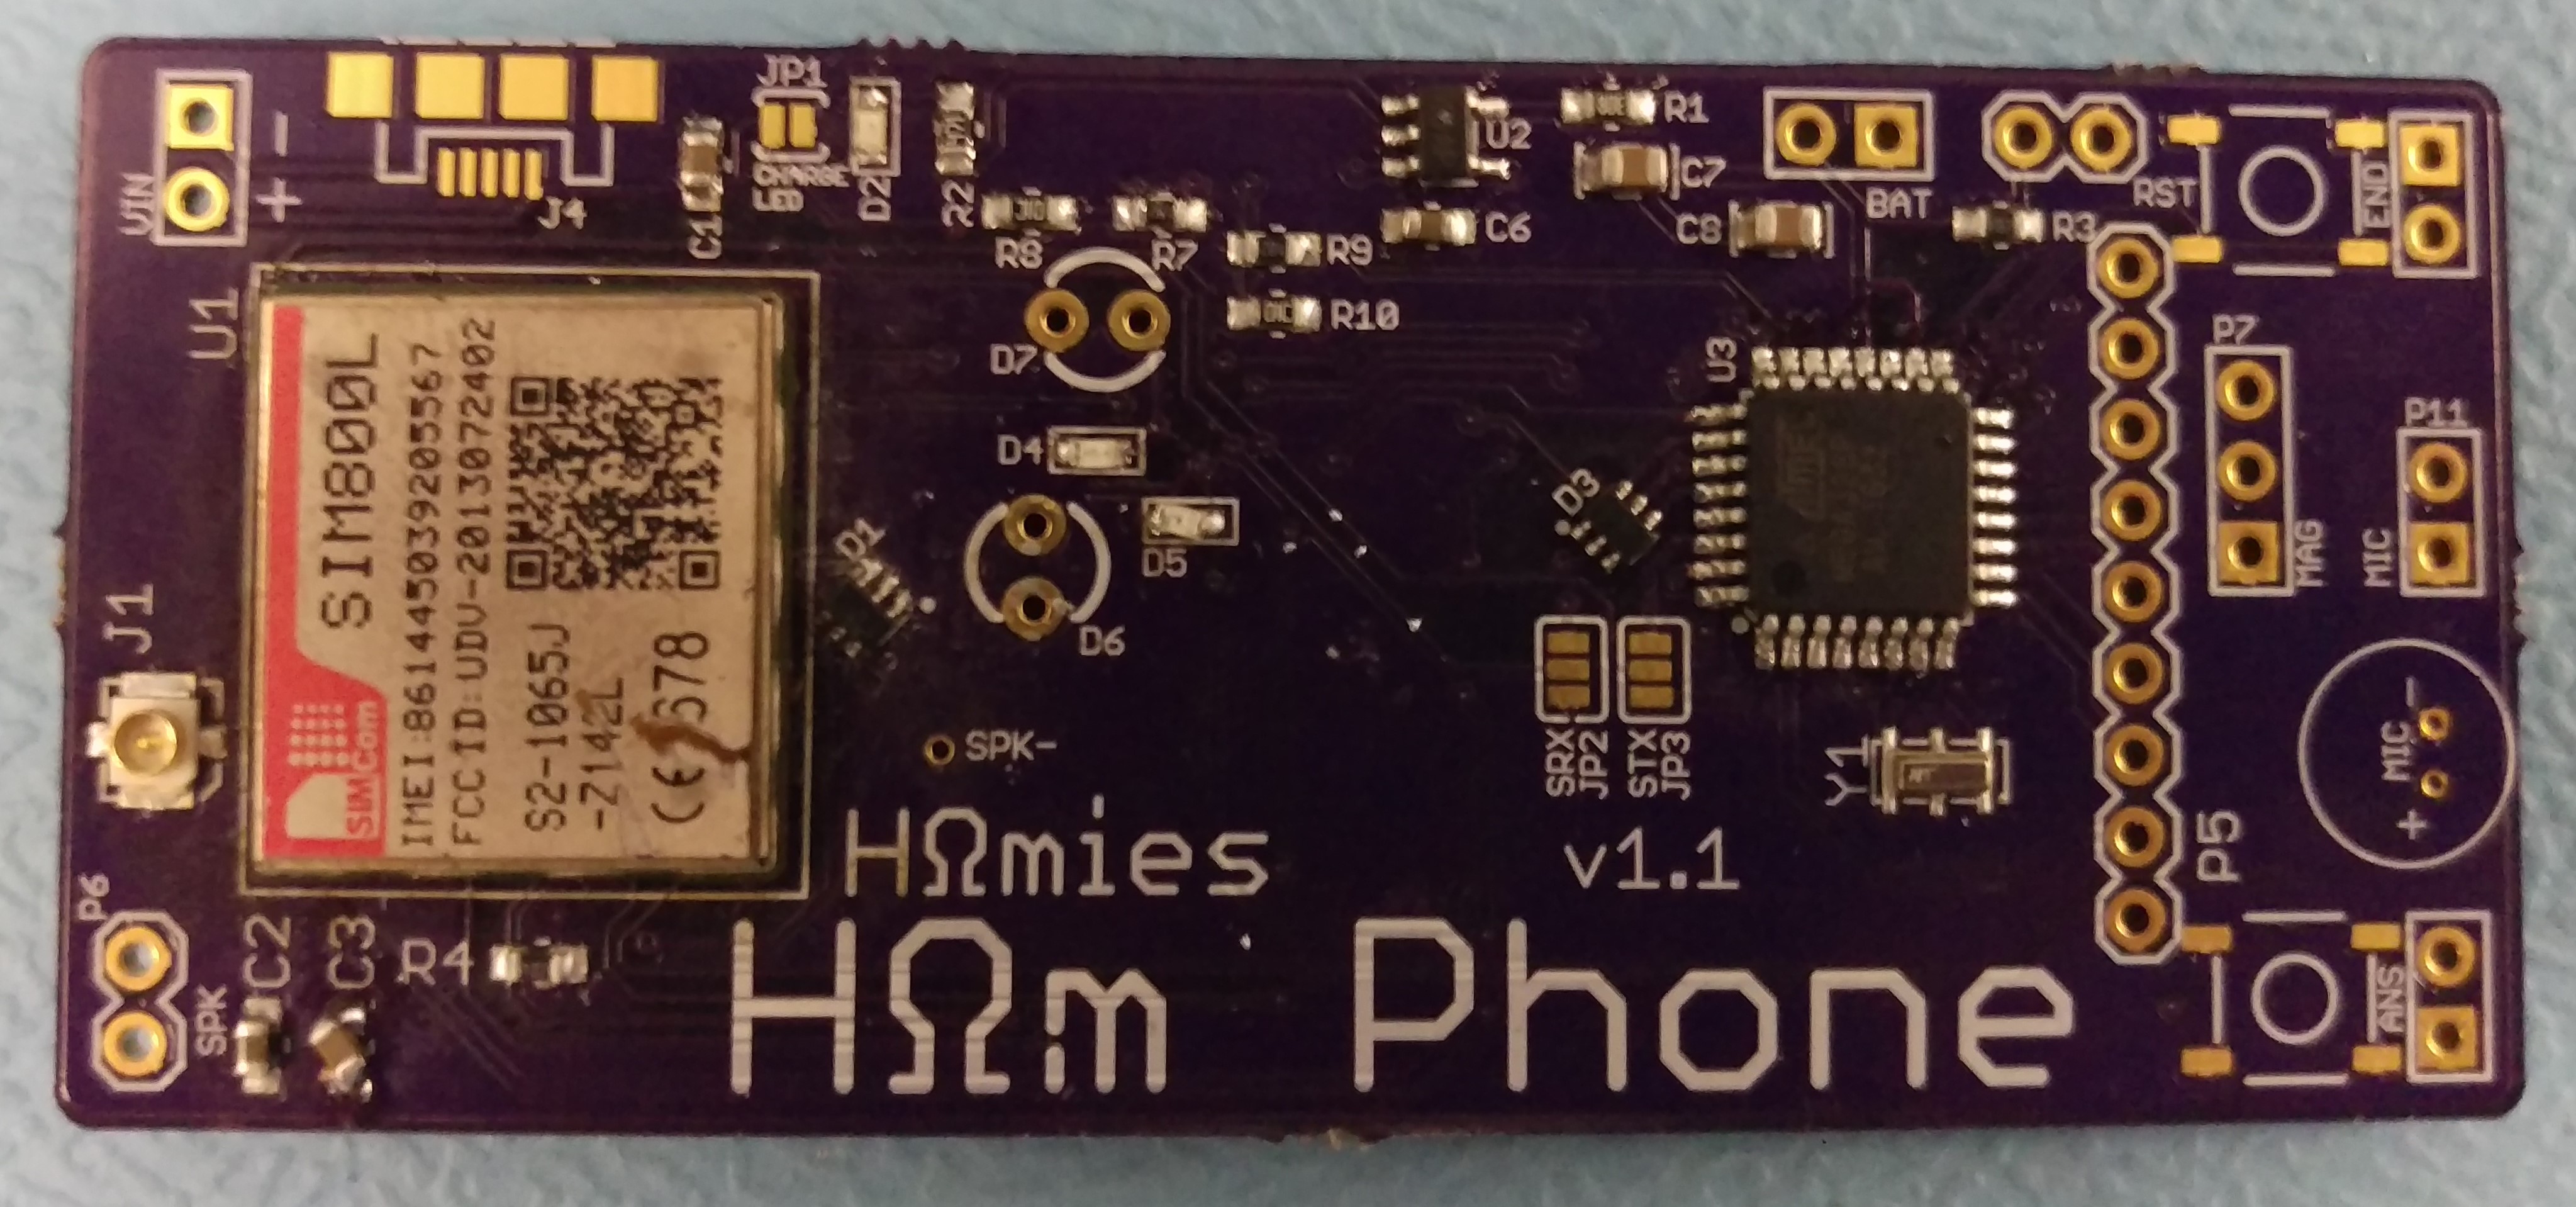 JP1
CHARGE
LED
VIN
-
+
J4
C1
D2
R2
U2
R1
C7
C6
C8
BAT
RST
R3
END
R8
R7
R9
R10
D7
U1
SIM800L
IMEI:861445039205567
FCC ID:UDV-2013072402
S2-1065J
-Z142L
SIMCom
J1
D1
D4
D5
D6
SPK-
U3
D3
P7
MAG
P11
MIC
SRX
JP2
STX
JP3
Y1
MIC
-
+
P5
ANS
HΩmies
v1.1
HΩm Phone
P6
SPK
C2
C3
R4